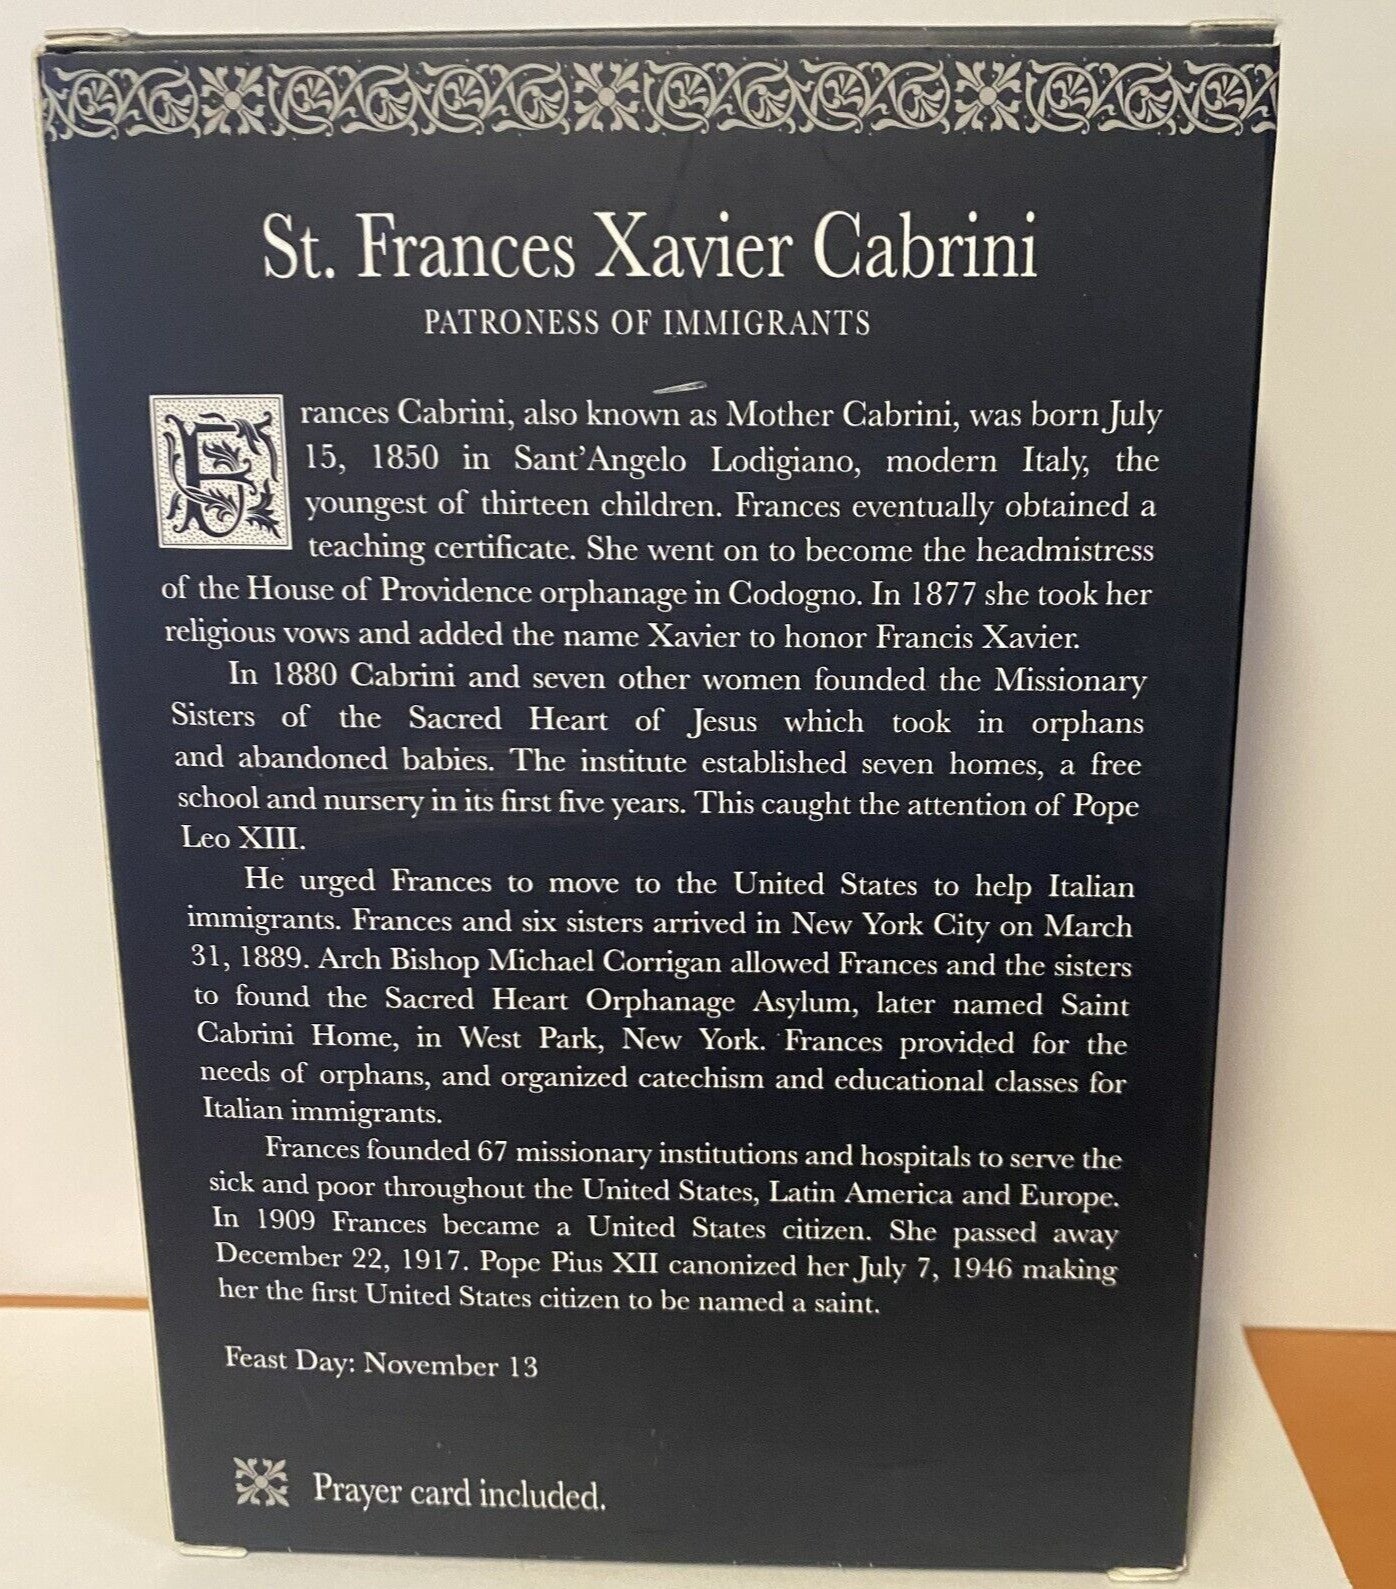 St. Frances Xavier Cabrini
PATRONESS OF IMMIGRANTS
Frances Cabrini, also known as Mother Cabrini, was born July
15, 1850 in Sant'Angelo Lodigiano, modern Italy, the
youngest of thirteen children. Frances eventually obtained a
teaching certificate. She went on to become the headmistress
of the House of Providence orphanage in Codogno. In 1877 she took her
religious vows and added the name Xavier to honor Francis Xavier.
In 1880 Cabrini and seven other women founded the Missionary
Sisters of the Sacred Heart of Jesus which took in orphans
and abandoned babies. The institute established seven homes, a free
school and nursery in its first five years. This caught the attention of Pope
Leo XIII.
He urged Frances to move to the United States to help Italian
immigrants. Frances and six sisters arrived in New York City on March
31, 1889. Arch Bishop Michael Corrigan allowed Frances and the sisters
to found the Sacred Heart Orphanage Asylum, later named Saint
Cabrini Home, in West Park, New York. Frances provided for the
needs of orphans, and organized catechism and educational classes for
Italian immigrants.
Frances founded 67 missionary institutions and hospitals to serve the
sick and poor throughout the United States, Latin America and Europe.
In 1909 Frances became a United States citizen. She passed away
December 22, 1917. Pope Pius XII canonized her July 7, 1946 making
her the first United States citizen to be named a saint.
Feast Day: November 13
Prayer card included.